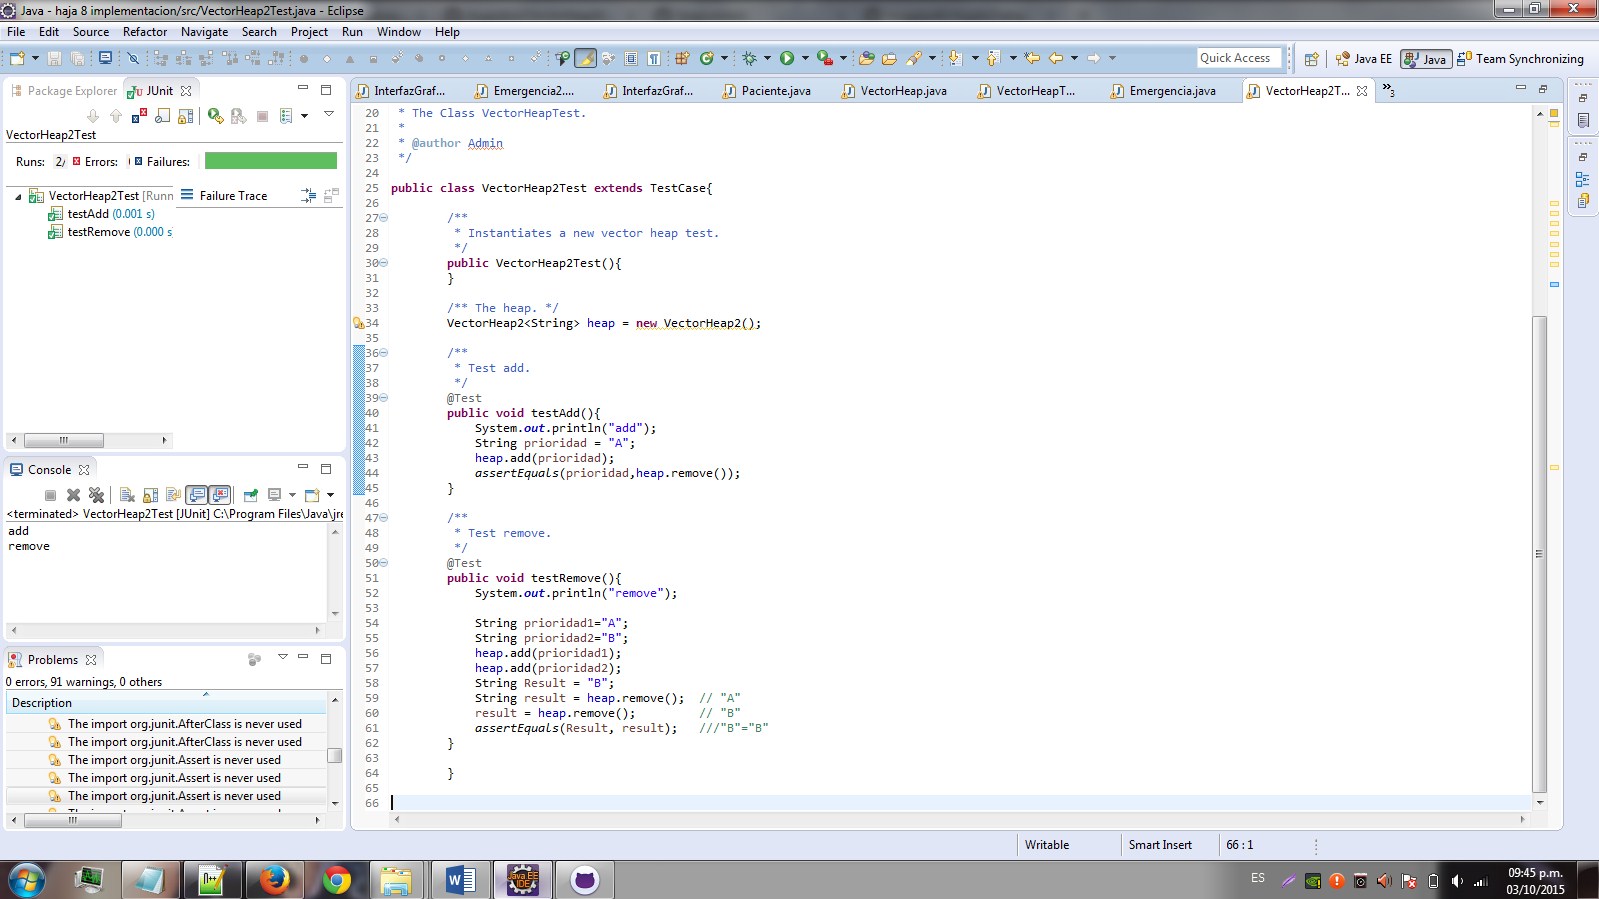 Java - haja 8 implementacion/src/VectorHeap2Test.java - Eclipse
File Edit Source Refactor Navigate Search Project Run Window Help
Quick Access
Java EE
Java
Team Synchronizing
Package Explorer
JUnit
VectorHeap2Test
Runs: 2/ Errors: Failures:
VectorHeap2Test [Runn
testAdd (0.001 s)
testRemove (0.000 s
Failure Trace
Console
<terminated> VectorHeap2Test [JUnit] C:\Program Files\Java\jre
add
remove
Problems
0 errors, 91 warnings, 0 others
Description
The import org.junit.AfterClass is never used
The import org.junit.AfterClass is never used
The import org.junit.Assert is never used
The import org.junit.Assert is never used
The import org.junit.Assert is never used
InterfazGraf... Emergencia2.... InterfazGraf... Paciente.java VectorHeap.java VectorHeapT... Emergencia.java VectorHeap2T... 3
20 * The Class VectorHeapTest.
21 *
22 * @author Admin
23 */
24
25 public class VectorHeap2Test extends TestCase{
26
27 /**
28 * Instantiates a new vector heap test.
29 */
30 public VectorHeap2Test(){
31 }
32
33 /** The heap. */
34 VectorHeap2<String> heap = new VectorHeap2();
35
36 /**
37 * Test add.
38 */
39 @Test
40 public void testAdd(){
41 System.out.println("add");
42 String prioridad = "A";
43 heap.add(prioridad);
44 assertEquals(prioridad,heap.remove());
45 }
46
47 /**
48 * Test remove.
49 */
50 @Test
51 public void testRemove(){
52 System.out.println("remove");
53
54 String prioridad1="A";
55 String prioridad2="B";
56 heap.add(prioridad1);
57 heap.add(prioridad2);
58 String Result = "B";
59 String result = heap.remove(); // "A"
60 result = heap.remove(); // "B"
61 assertEquals(Result, result); ///"B"="B"
62 }
63
64 }
65
66
Writable
Smart Insert
66 : 1
W
Java EE
IDE
ES
09:45 p.m.
03/10/2015